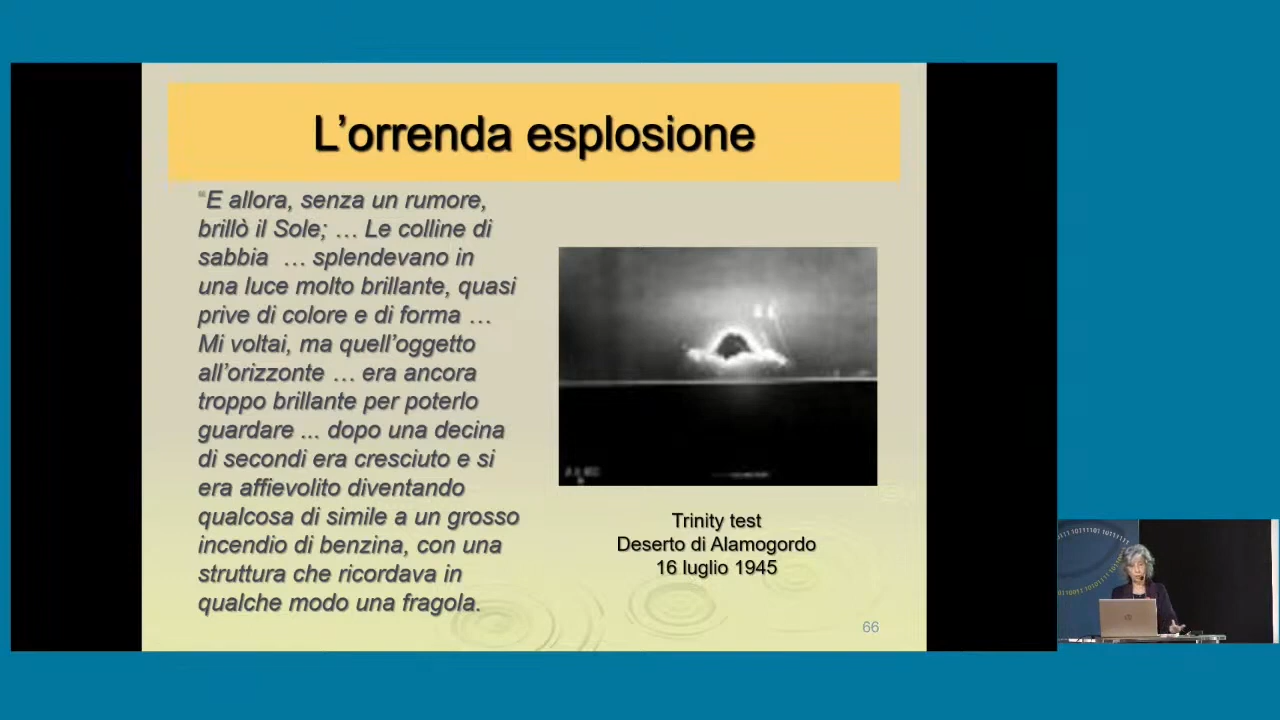 L'orrenda esplosione
“E allora, senza un rumore,
brillò il Sole; … Le colline di
sabbia … splendevano in
una luce molto brillante, quasi
prive di colore e di forma …
Mi voltai, ma quell'oggetto
all'orizzonte … era ancora
troppo brillante per poterlo
guardare ... dopo una decina
di secondi era cresciuto e si
era affievolito diventando
qualcosa di simile a un grosso
incendio di benzina, con una
struttura che ricordava in
qualche modo una fragola.
Trinity test
Deserto di Alamogordo
16 luglio 1945
66